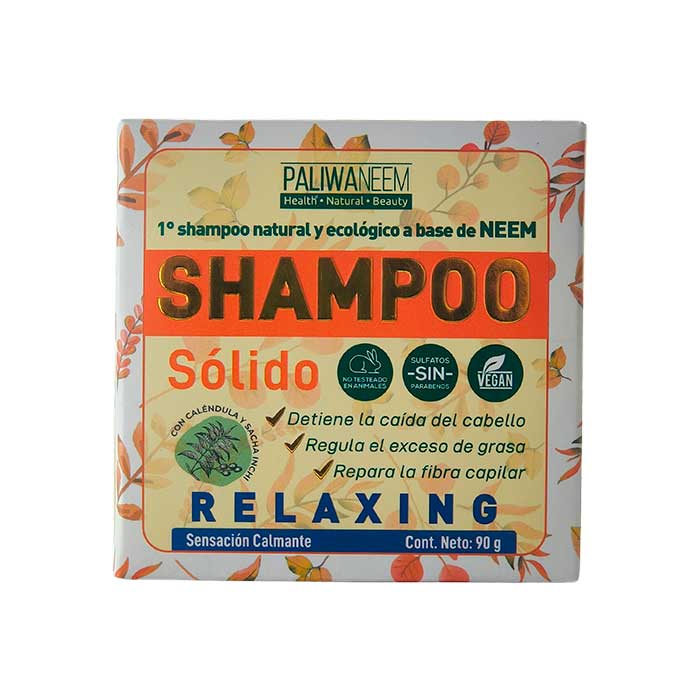 PALIWANEEM
Health • Natural • Beauty
1° shampoo natural y ecológico a base de NEEM
SHAMPOO
Sólido
NO TESTEADO
EN ANIMALES
SULFATOS
-SIN-
PARABENOS
VEGAN
CON CALÉNDULA Y SACHA INCHI
Detiene la caída del cabello
Regula el exceso de grasa
Repara la fibra capilar
RELAXING
Sensación Calmante
Cont. Neto: 90 g